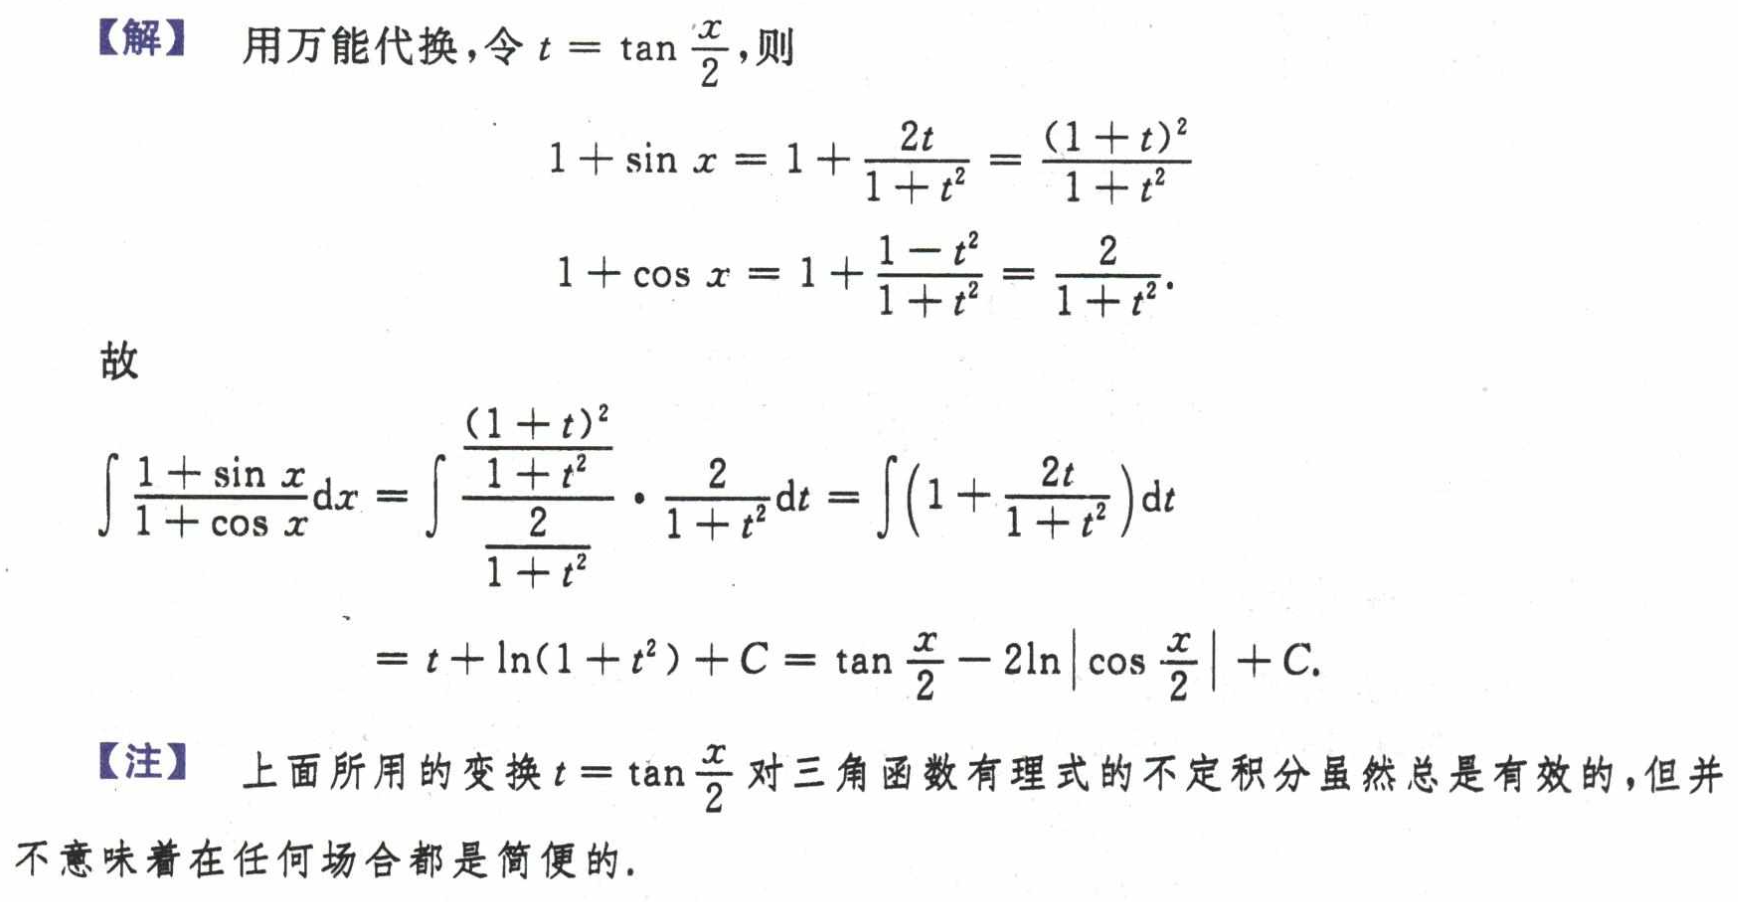 【解】 用万能代换,令 $t = \tan \frac{x}{2}$,则
$1 + \sin x = 1 + \frac{2t}{1+t^2} = \frac{(1+t)^2}{1+t^2}$
$1 + \cos x = 1 + \frac{1-t^2}{1+t^2} = \frac{2}{1+t^2}.$
故
$\int \frac{1+\sin x}{1+\cos x} \mathrm{d}x = \int \frac{\frac{(1+t)^2}{1+t^2}}{\frac{2}{1+t^2}} \cdot \frac{2}{1+t^2} \mathrm{d}t = \int \left(1 + \frac{2t}{1+t^2}\right) \mathrm{d}t$
$= t + \ln(1+t^2) + C = \tan \frac{x}{2} - 2\ln\left|\cos \frac{x}{2}\right| + C.$
【注】 上面所用的变换 $t = \tan \frac{x}{2}$ 对三角函数有理式的不定积分虽然总是有效的,但并
不意味着在任何场合都是简便的.